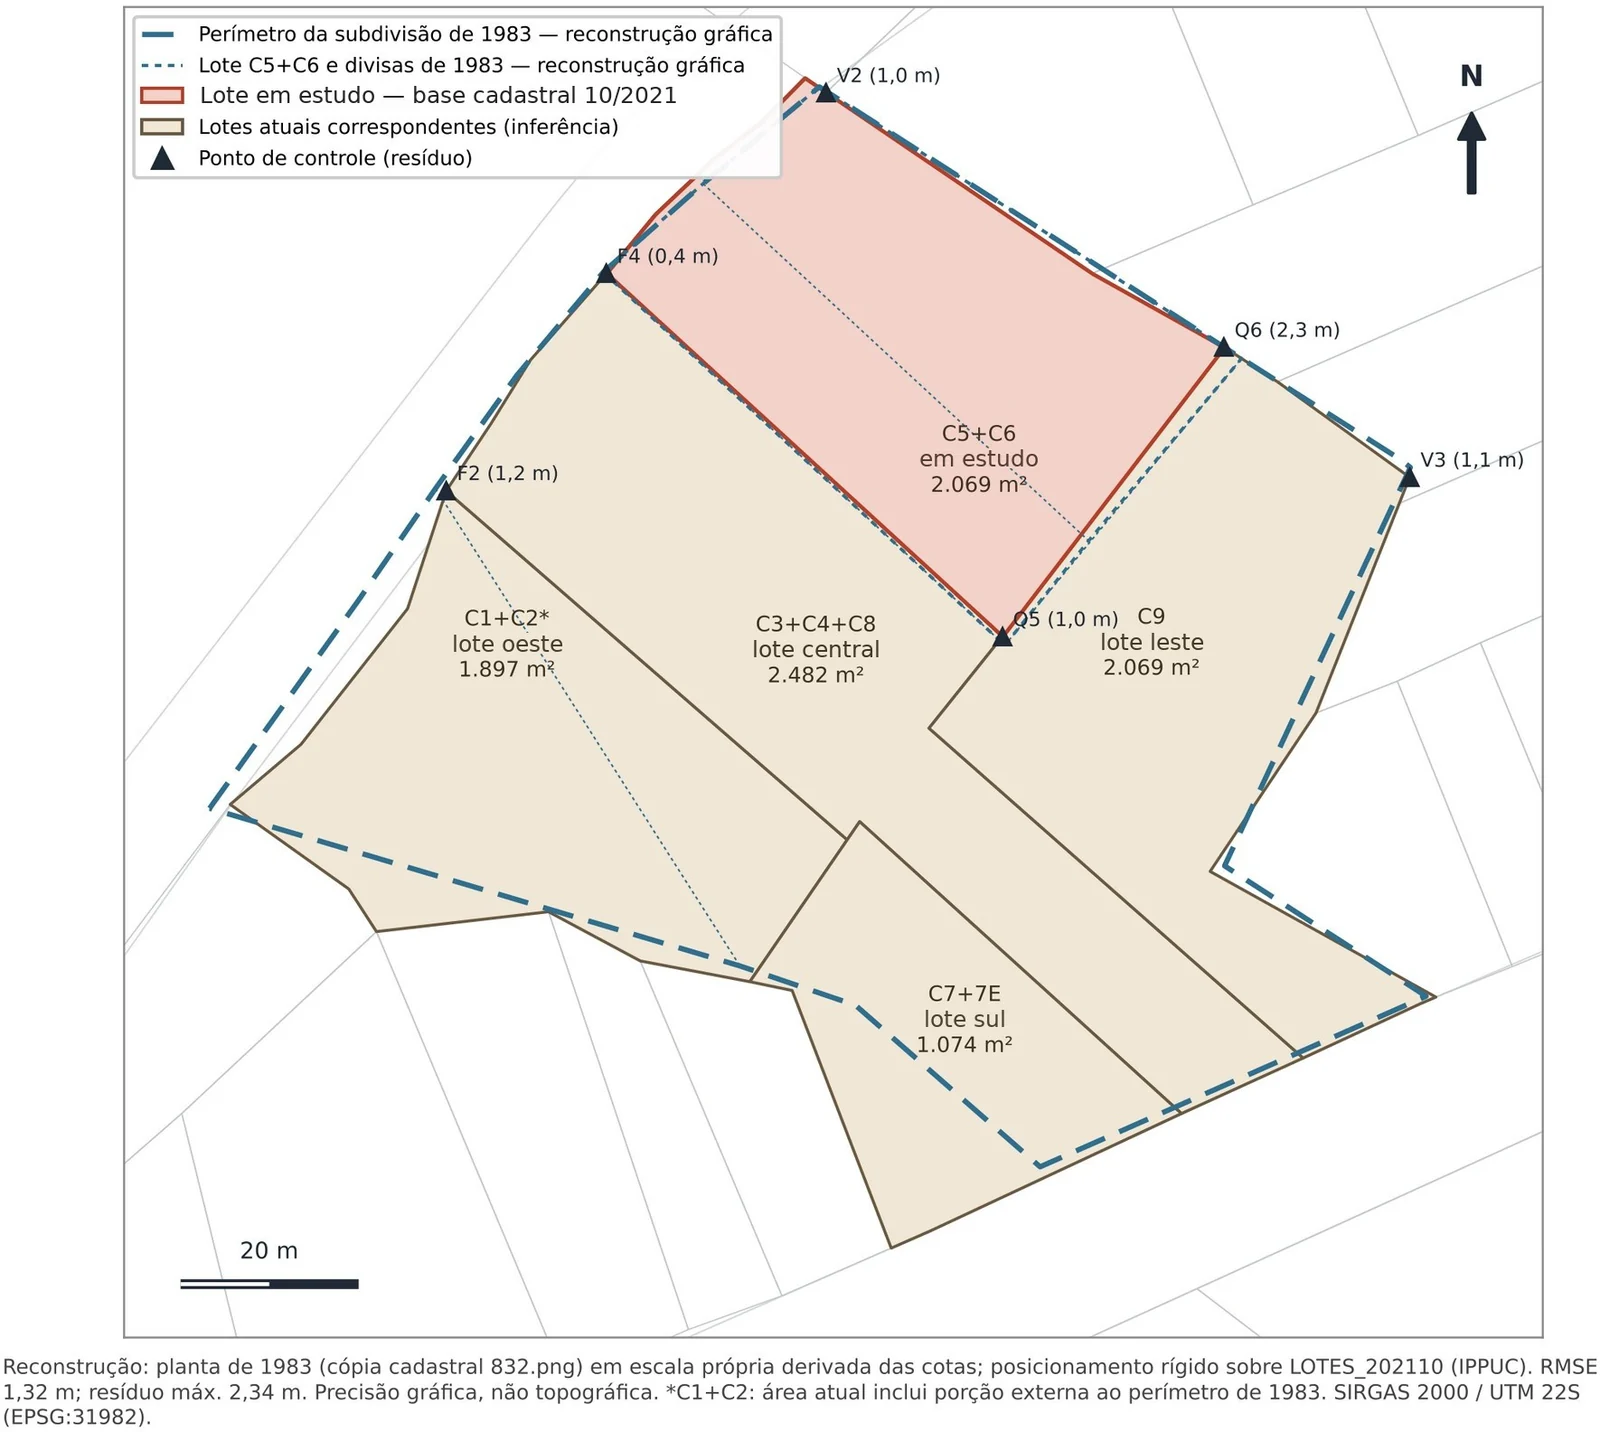 Perímetro da subdivisão de 1983 — reconstrução gráfica
Lote C5+C6 e divisas de 1983 — reconstrução gráfica
Lote em estudo — base cadastral 10/2021
Lotes atuais correspondentes (inferência)
Ponto de controle (resíduo)
V2 (1,0 m)
N
F4 (0,4 m)
Q6 (2,3 m)
C5+C6
em estudo
2.069 m²
V3 (1,1 m)
F2 (1,2 m)
C1+C2*
lote oeste
1.897 m²
C3+C4+C8
lote central
2.482 m²
Q5 (1,0 m)
C9
lote leste
2.069 m²
C7+7E
lote sul
1.074 m²
20 m
Reconstrução: planta de 1983 (cópia cadastral 832.png) em escala própria derivada das cotas; posicionamento rígido sobre LOTES_202110 (IPPUC). RMSE
1,32 m; resíduo máx. 2,34 m. Precisão gráfica, não topográfica. *C1+C2: área atual inclui porção externa ao perímetro de 1983. SIRGAS 2000 / UTM 22S
(EPSG:31982).